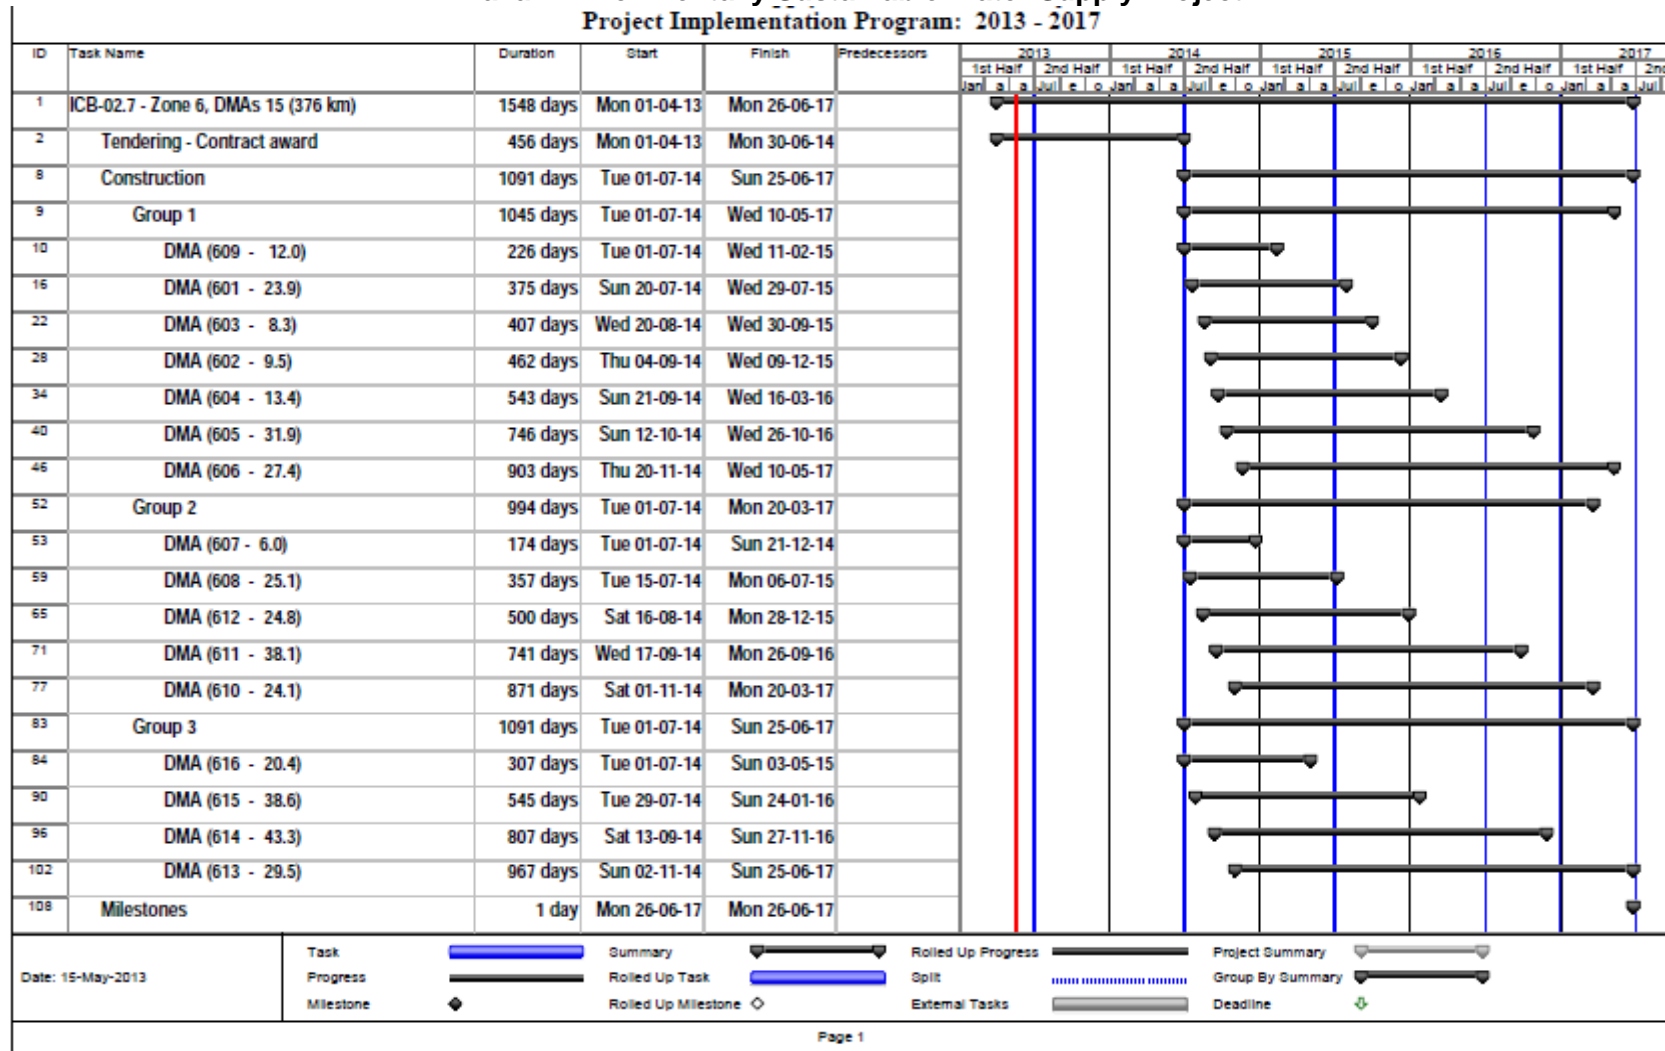 Project Implementation Program: 2013 - 2017
ID Task Name Duration Start Finish Predecessors 2013 2014 2015 2016 2017
1st Half 2nd Half 1st Half 2nd Half 1st Half 2nd Half 1st Half 2nd Half 1st Half 2nd
Jan a a Jul e o Jan a a Jul e o Jan a a Jul e o Jan a a Jul e o Jan a a Jul
1 ICB-02.7 - Zone 6, DMAs 15 (376 km) 1548 days Mon 01-04-13 Mon 26-06-17
2 Tendering - Contract award 456 days Mon 01-04-13 Mon 30-06-14
8 Construction 1091 days Tue 01-07-14 Sun 25-06-17
9 Group 1 1045 days Tue 01-07-14 Wed 10-05-17
10 DMA (609 - 12.0) 226 days Tue 01-07-14 Wed 11-02-15
16 DMA (601 - 23.9) 375 days Sun 20-07-14 Wed 29-07-15
22 DMA (603 - 8.3) 407 days Wed 20-08-14 Wed 30-09-15
28 DMA (602 - 9.5) 462 days Thu 04-09-14 Wed 09-12-15
34 DMA (604 - 13.4) 543 days Sun 21-09-14 Wed 16-03-16
40 DMA (605 - 31.9) 746 days Sun 12-10-14 Wed 26-10-16
46 DMA (606 - 27.4) 903 days Thu 20-11-14 Wed 10-05-17
52 Group 2 994 days Tue 01-07-14 Mon 20-03-17
53 DMA (607 - 6.0) 174 days Tue 01-07-14 Sun 21-12-14
59 DMA (608 - 25.1) 357 days Tue 15-07-14 Mon 06-07-15
65 DMA (612 - 24.8) 500 days Sat 16-08-14 Mon 28-12-15
71 DMA (611 - 38.1) 741 days Wed 17-09-14 Mon 26-09-16
77 DMA (610 - 24.1) 871 days Sat 01-11-14 Mon 20-03-17
83 Group 3 1091 days Tue 01-07-14 Sun 25-06-17
84 DMA (616 - 20.4) 307 days Tue 01-07-14 Sun 03-05-15
90 DMA (615 - 38.6) 545 days Tue 29-07-14 Sun 24-01-16
96 DMA (614 - 43.3) 807 days Sat 13-09-14 Sun 27-11-16
102 DMA (613 - 29.5) 967 days Sun 02-11-14 Sun 25-06-17
108 Milestones 1 day Mon 26-06-17 Mon 26-06-17
Task Summary Rolled Up Progress Project Summary
Date: 15-May-2013 Progress Rolled Up Task Split Group By Summary
Milestone Rolled Up Milestone External Tasks Deadline
Page 1